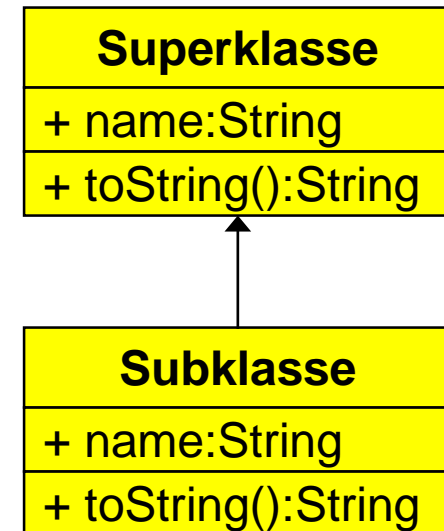 Superklasse
+ name:String
+ toString():String
Subklasse
+ name:String
+ toString():String